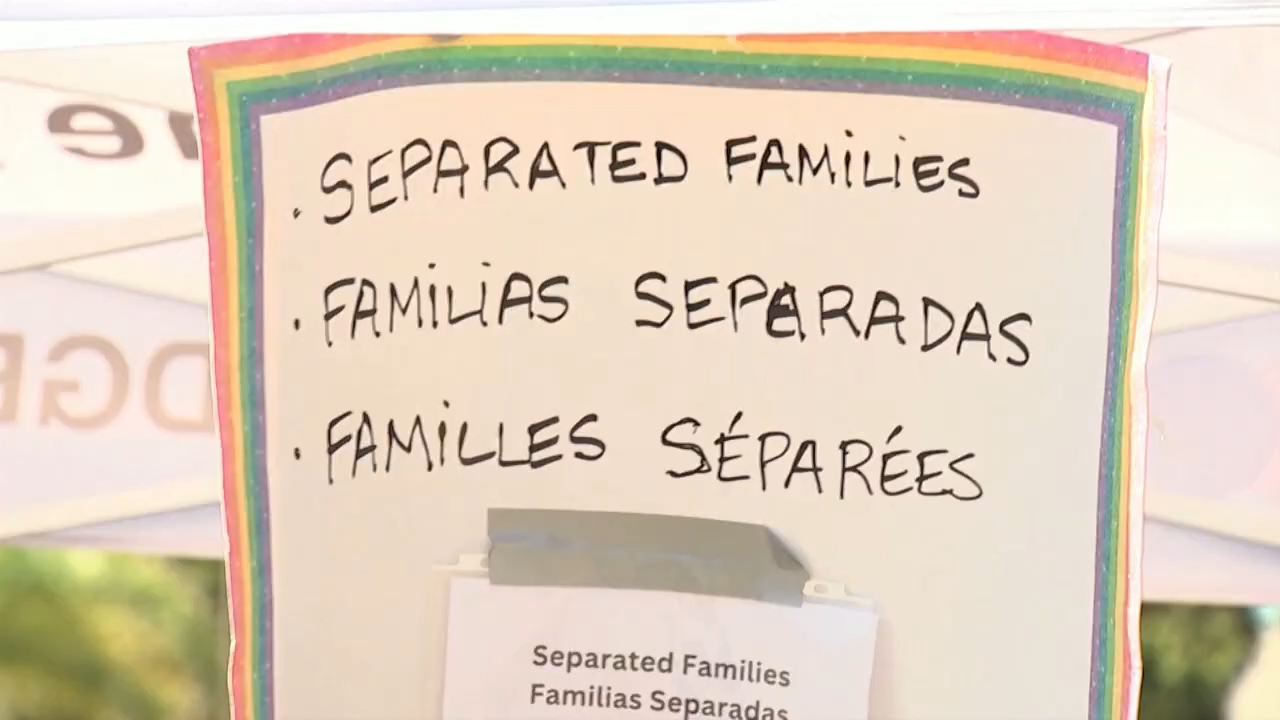 . SEPARATED FAMILIES
. FAMILIAS SEPARADAS
. FAMILLES SÉPARÉES
Separated Families
Familias Separadas